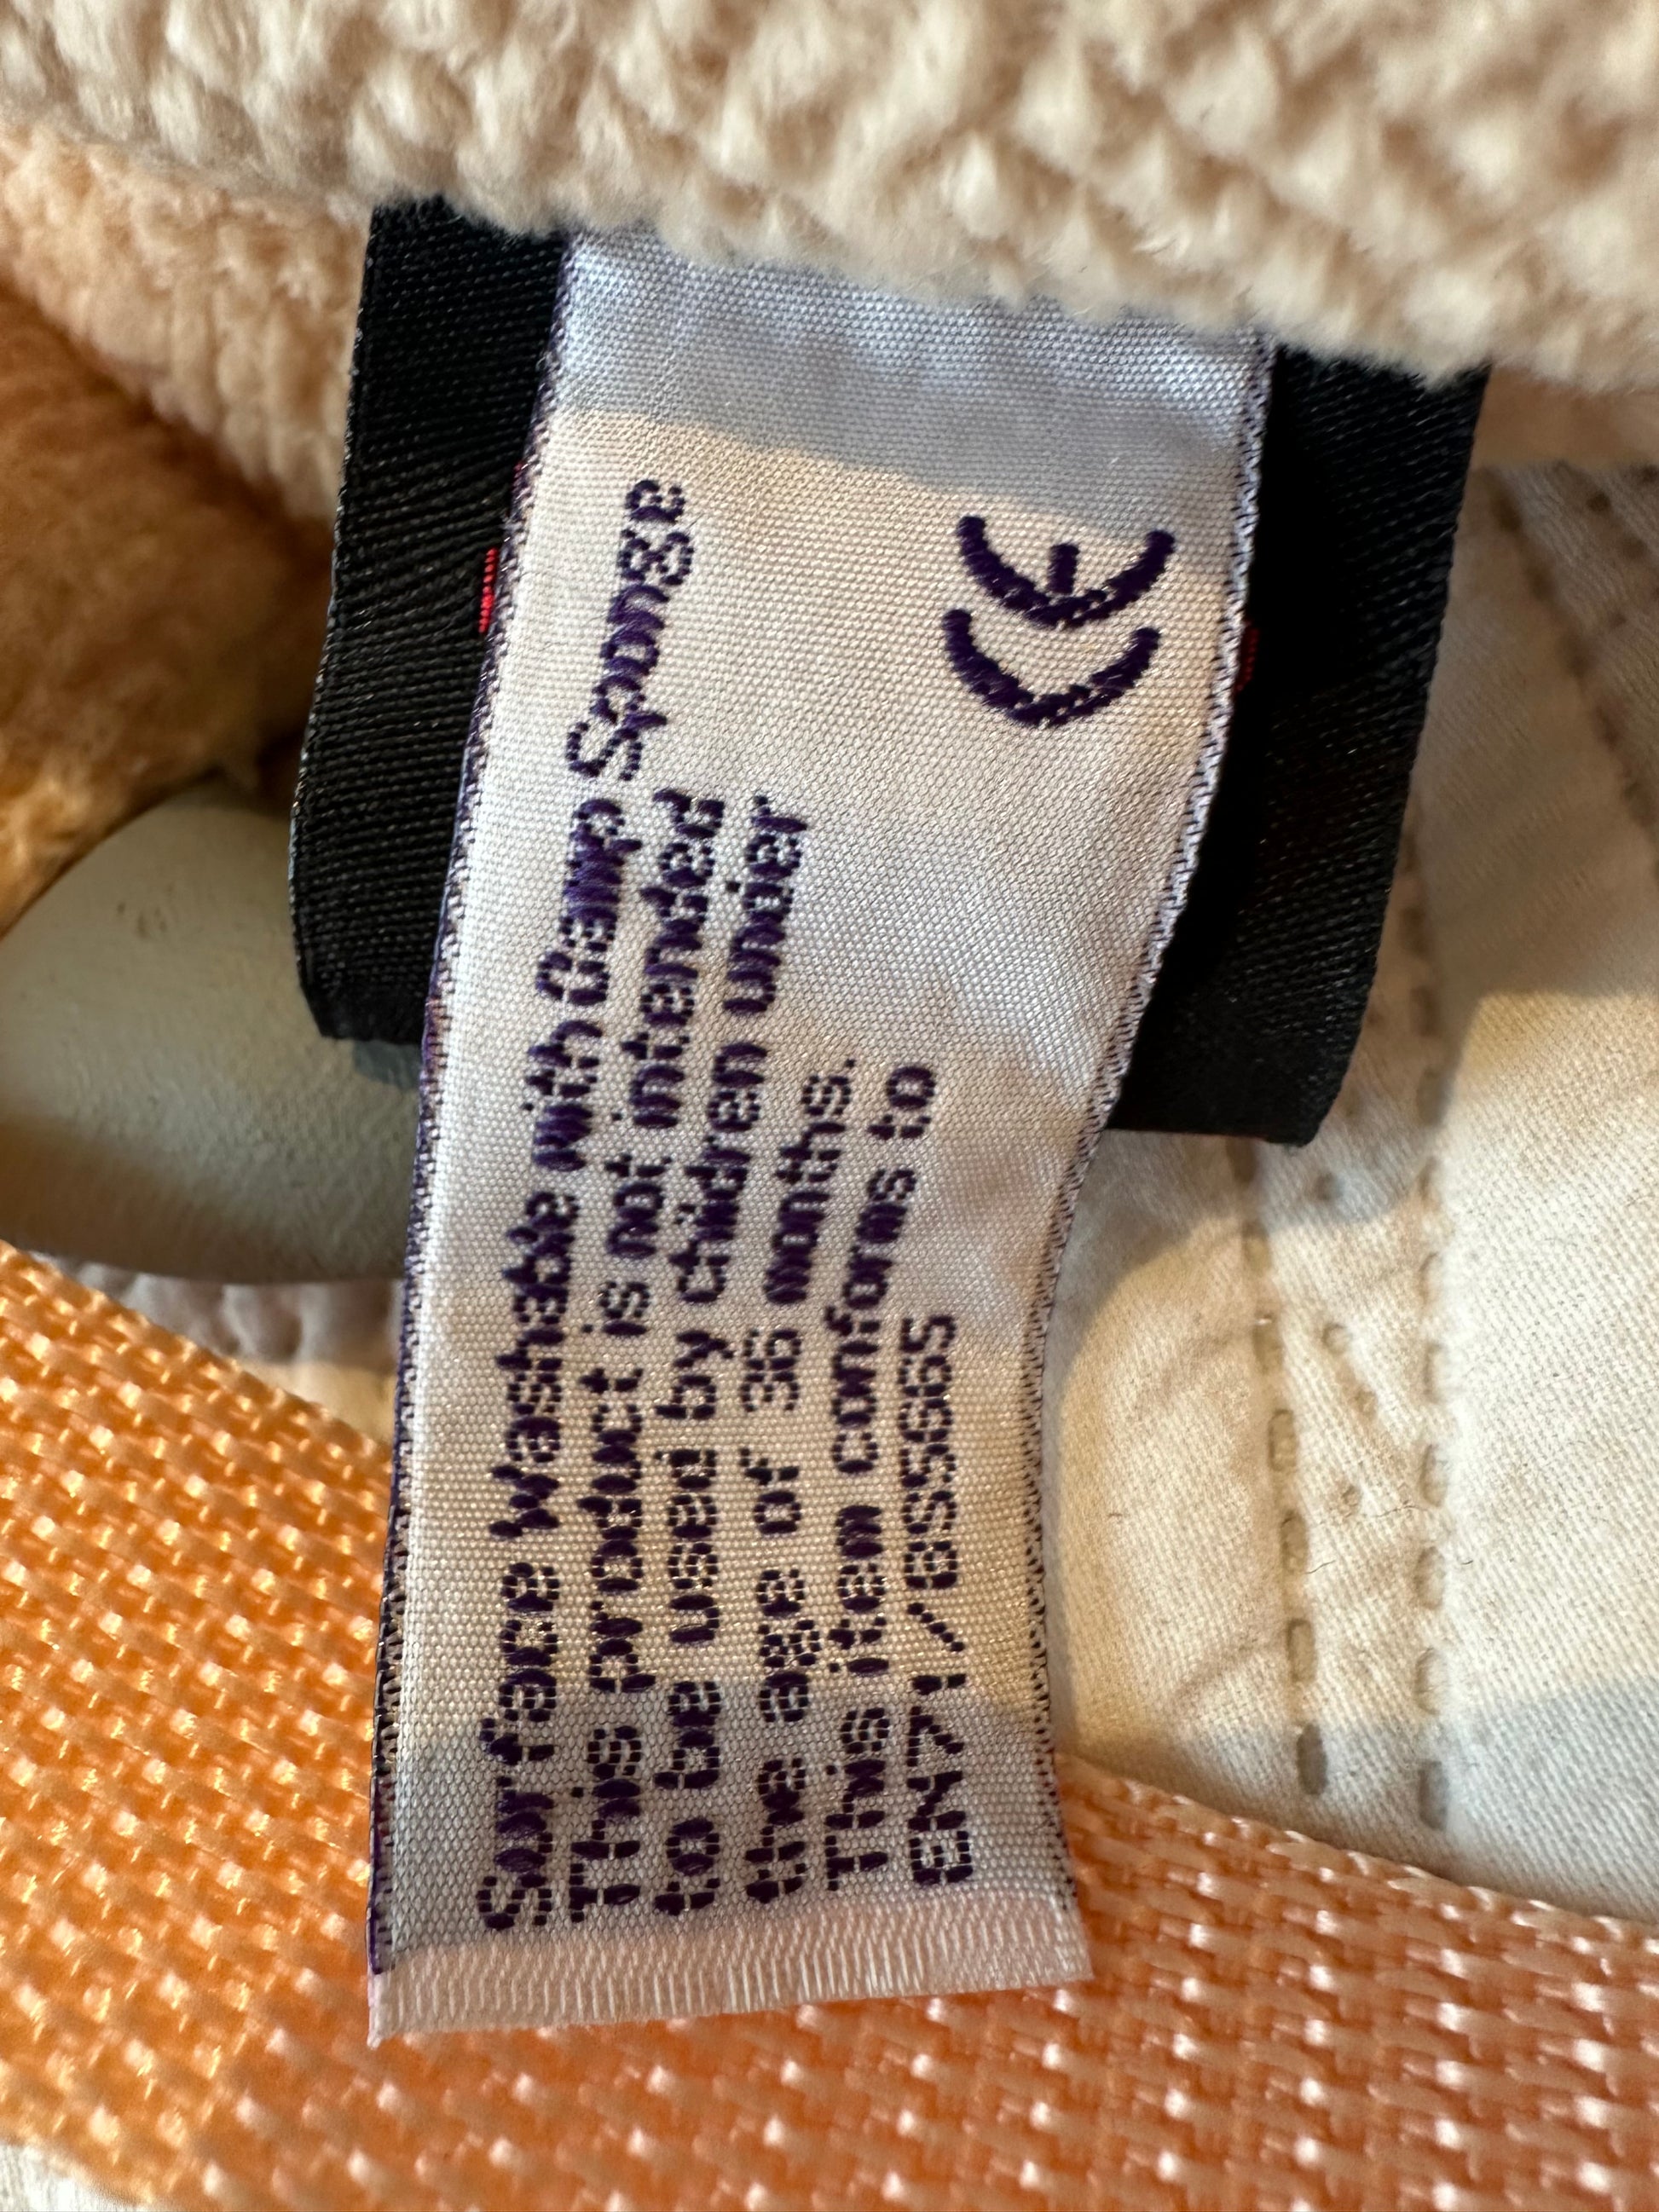 Surface Washable with Damp Sponge
This product is not intended
to be used by children under
the age of 36 months.
This item conforms to
EN71/BS5665
CE